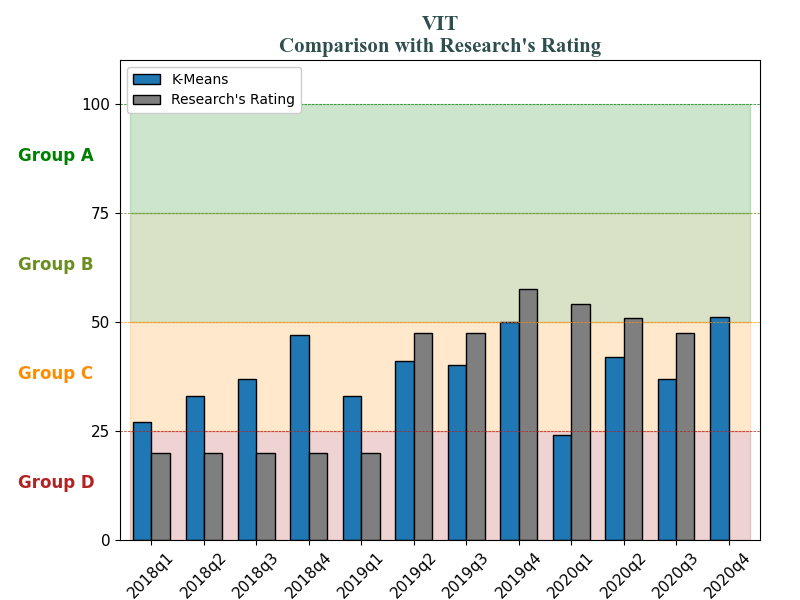 VIT
Comparison with Research's Rating
K-Means
Research's Rating
100
Group A
75
Group B
50
Group C
25
Group D
0
2018q1
2018q2
2018q3
2018q4
2019q1
2019q2
2019q3
2019q4
2020q1
2020q2
2020q3
2020q4